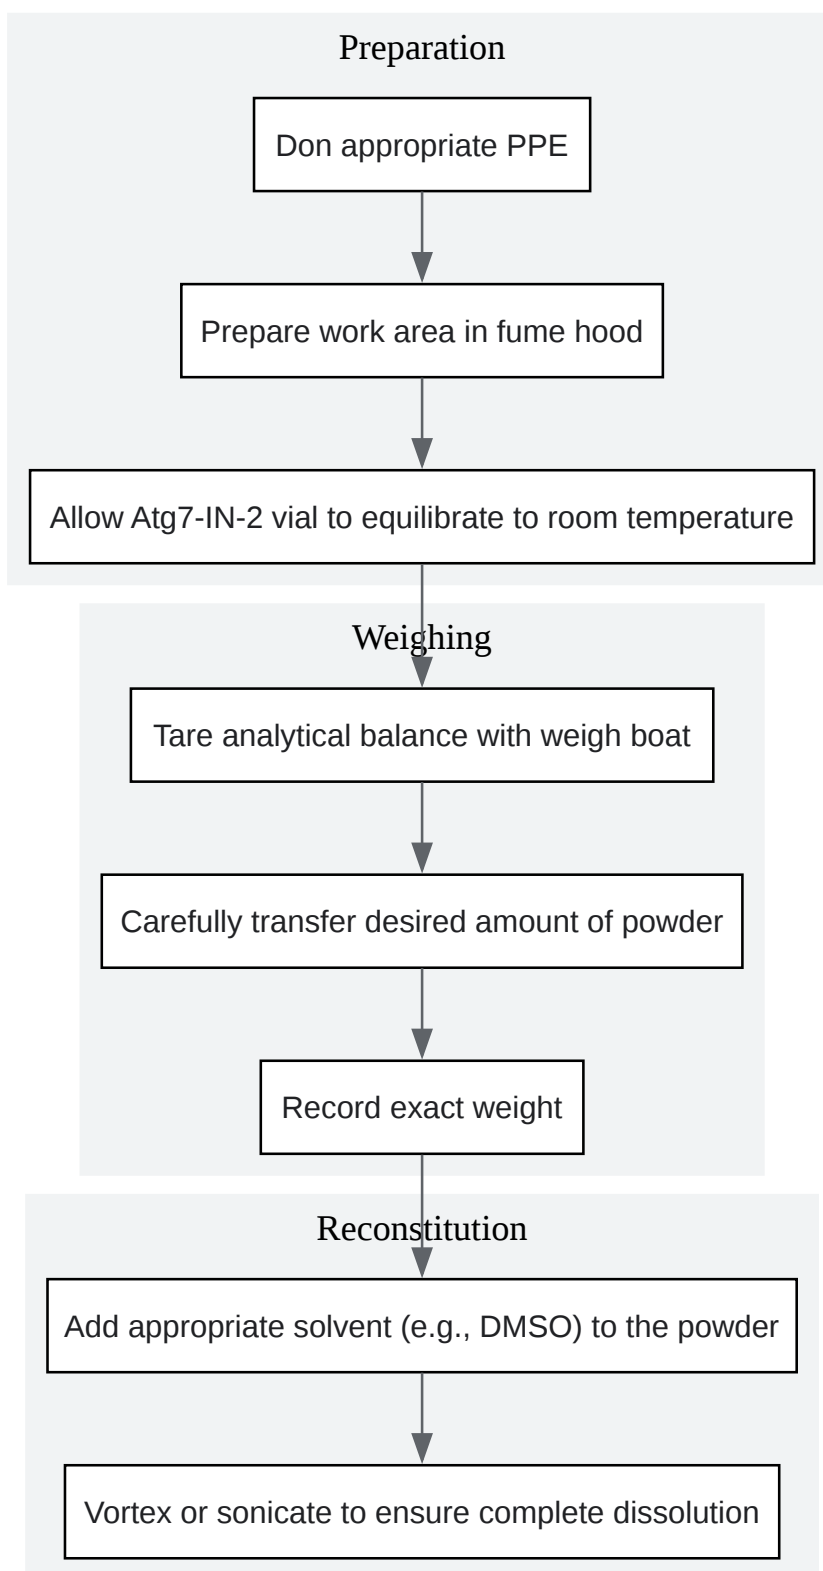 Preparation
Don appropriate PPE
Prepare work area in fume hood
Allow Atg7-IN-2 vial to equilibrate to room temperature
Weighing
Tare analytical balance with weigh boat
Carefully transfer desired amount of powder
Record exact weight
Reconstitution
Add appropriate solvent (e.g., DMSO) to the powder
Vortex or sonicate to ensure complete dissolution